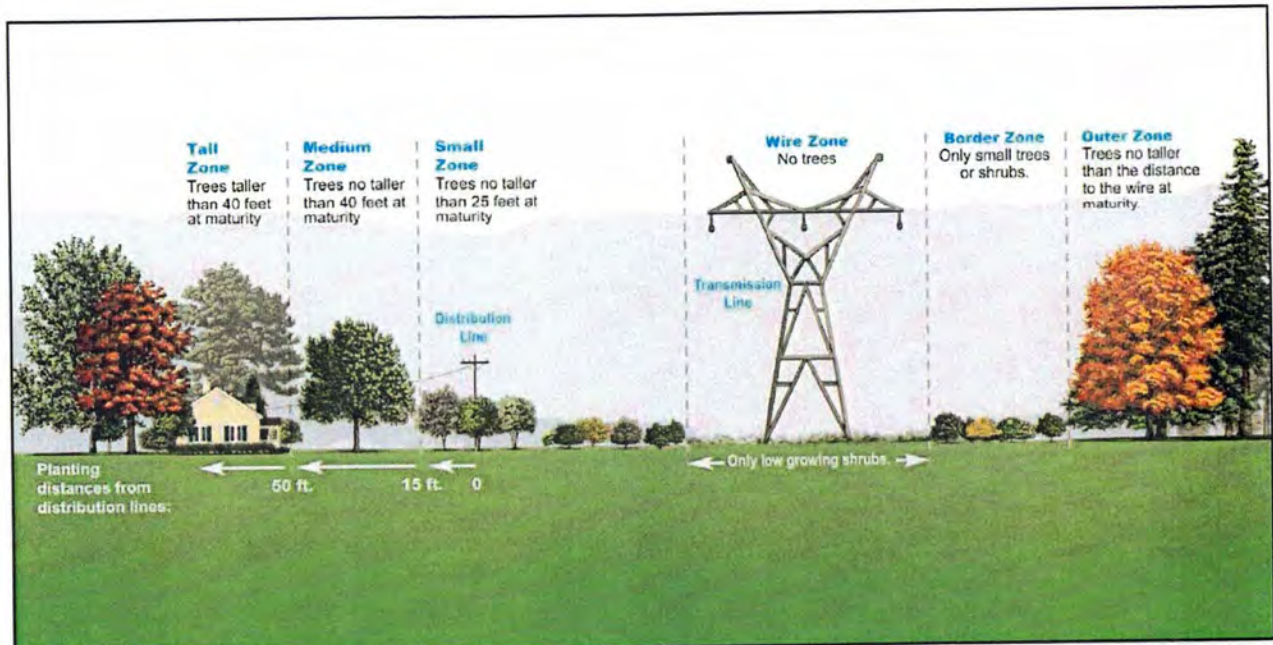 Tall
Zone
Trees taller
than 40 feet
at maturity
Medium
Zone
Trees no taller
than 40 feet at
maturity
Small
Zone
Trees no taller
than 25 feet at
maturity
Distribution
Line
Wire Zone
No trees
Transmission
Line
Border Zone
Only small trees
or shrubs.
Outer Zone
Trees no taller
than the distance
to the wire at
maturity.
Only low growing shrubs.
Planting
distances from
distribution lines:
50 ft.
15 ft.
0